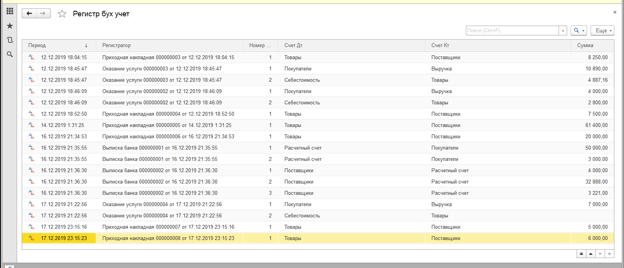 Регистр бух учет
Поиск (Ctrl+F)
Еще
Период Регистратор Номер ... Счет Дт Счет Кт Сумма
12.12.2019 18:04:15 Приходная накладная 000000003 от 12.12.2019 18:04:15 1 Товары Поставщики 8 250,00
12.12.2019 18:45:47 Оказание услуги 000000003 от 12.12.2019 18:45:47 1 Покупатели Выручка 10 890,00
12.12.2019 18:45:47 Оказание услуги 000000003 от 12.12.2019 18:45:47 2 Себестоимость Товары 4 887,16
12.12.2019 18:46:09 Оказание услуги 000000002 от 12.12.2019 18:46:09 1 Покупатели Выручка 4 000,00
12.12.2019 18:46:09 Оказание услуги 000000002 от 12.12.2019 18:46:09 2 Себестоимость Товары 2 800,00
12.12.2019 18:52:50 Приходная накладная 000000004 от 12.12.2019 18:52:50 1 Товары Поставщики 7 500,00
14.12.2019 1:31:25 Приходная накладная 000000005 от 14.12.2019 1:31:25 1 Товары Поставщики 61 400,00
16.12.2019 21:34:53 Приходная накладная 000000006 от 16.12.2019 21:34:53 1 Товары Поставщики 20 000,00
16.12.2019 21:35:55 Выписка банка 000000001 от 16.12.2019 21:35:55 1 Расчетный счет Покупатели 50 000,00
16.12.2019 21:35:55 Выписка банка 000000001 от 16.12.2019 21:35:55 2 Расчетный счет Покупатели 3 000,00
16.12.2019 21:36:30 Выписка банка 000000002 от 16.12.2019 21:36:30 1 Поставщики Расчетный счет 4 000,00
16.12.2019 21:36:30 Выписка банка 000000002 от 16.12.2019 21:36:30 2 Поставщики Расчетный счет 32 888,00
16.12.2019 21:36:30 Выписка банка 000000002 от 16.12.2019 21:36:30 3 Поставщики Расчетный счет 3 221,00
17.12.2019 21:22:56 Оказание услуги 000000004 от 17.12.2019 21:22:56 1 Покупатели Выручка 7 000,00
17.12.2019 21:22:56 Оказание услуги 000000004 от 17.12.2019 21:22:56 2 Себестоимость Товары
17.12.2019 23:15:16 Приходная накладная 000000007 от 17.12.2019 23:15:16 1 Товары Поставщики 5 000,00
17.12.2019 23:15:23 Приходная накладная 000000008 от 17.12.2019 23:15:23 1 Товары Поставщики 6 000,00